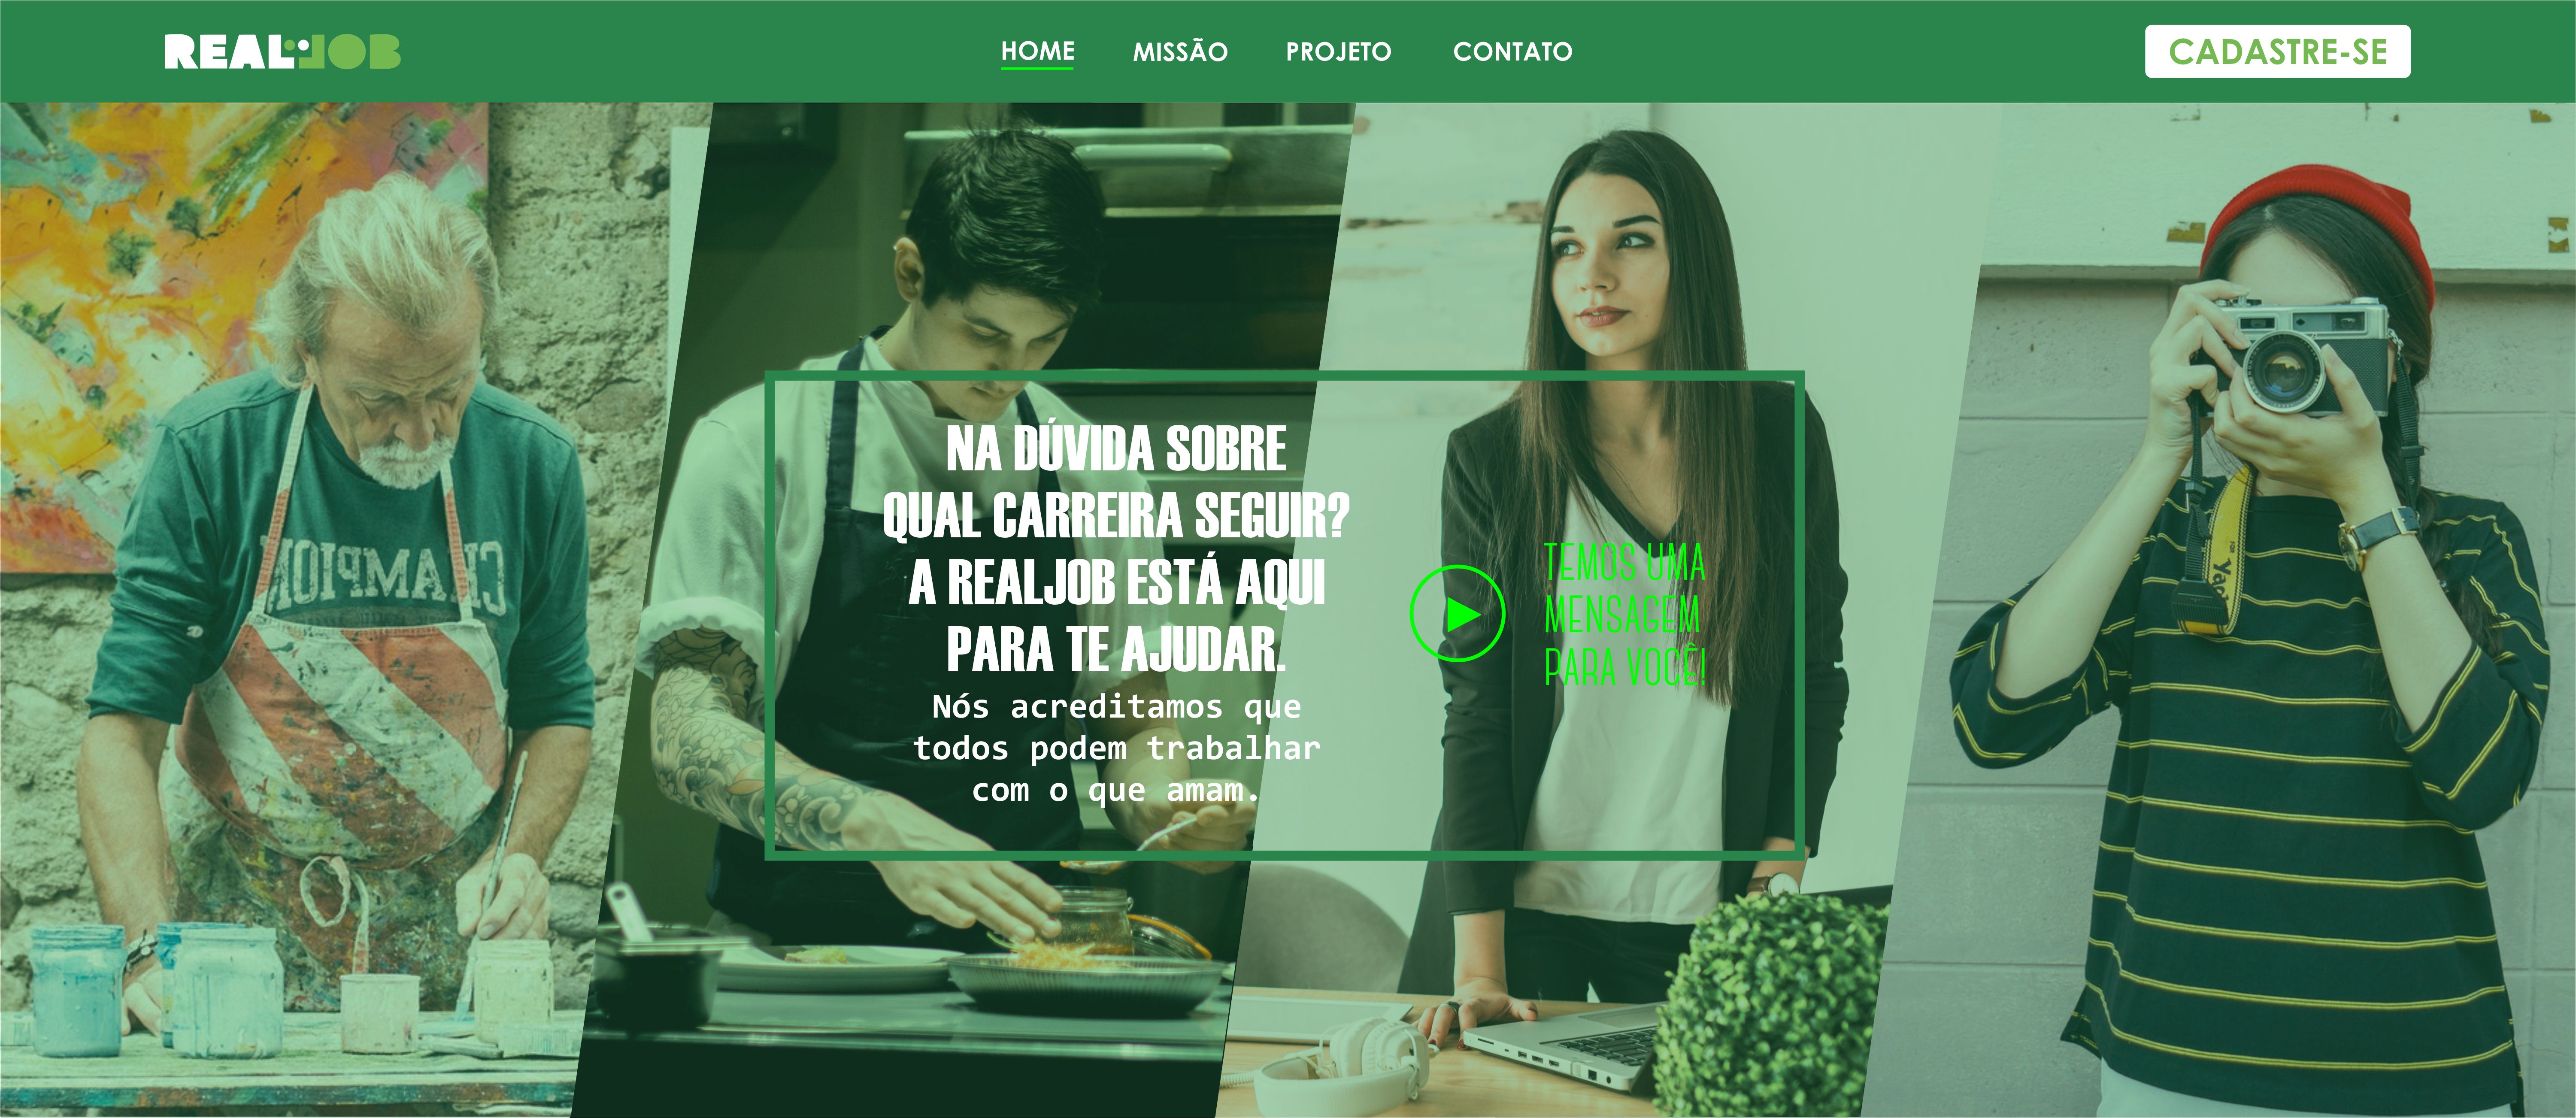 REALJOB
HOME
MISSÃO
PROJETO
CONTATO
CADASTRE-SE
CHAMPION
NA DÚVIDA SOBRE
QUAL CARREIRA SEGUIR?
A REALJOB ESTÁ AQUI
PARA TE AJUDAR.
Nós acreditamos que
todos podem trabalhar
com o que amam.
TEMOS UMA
MENSAGEM
PARA VOCÊ!